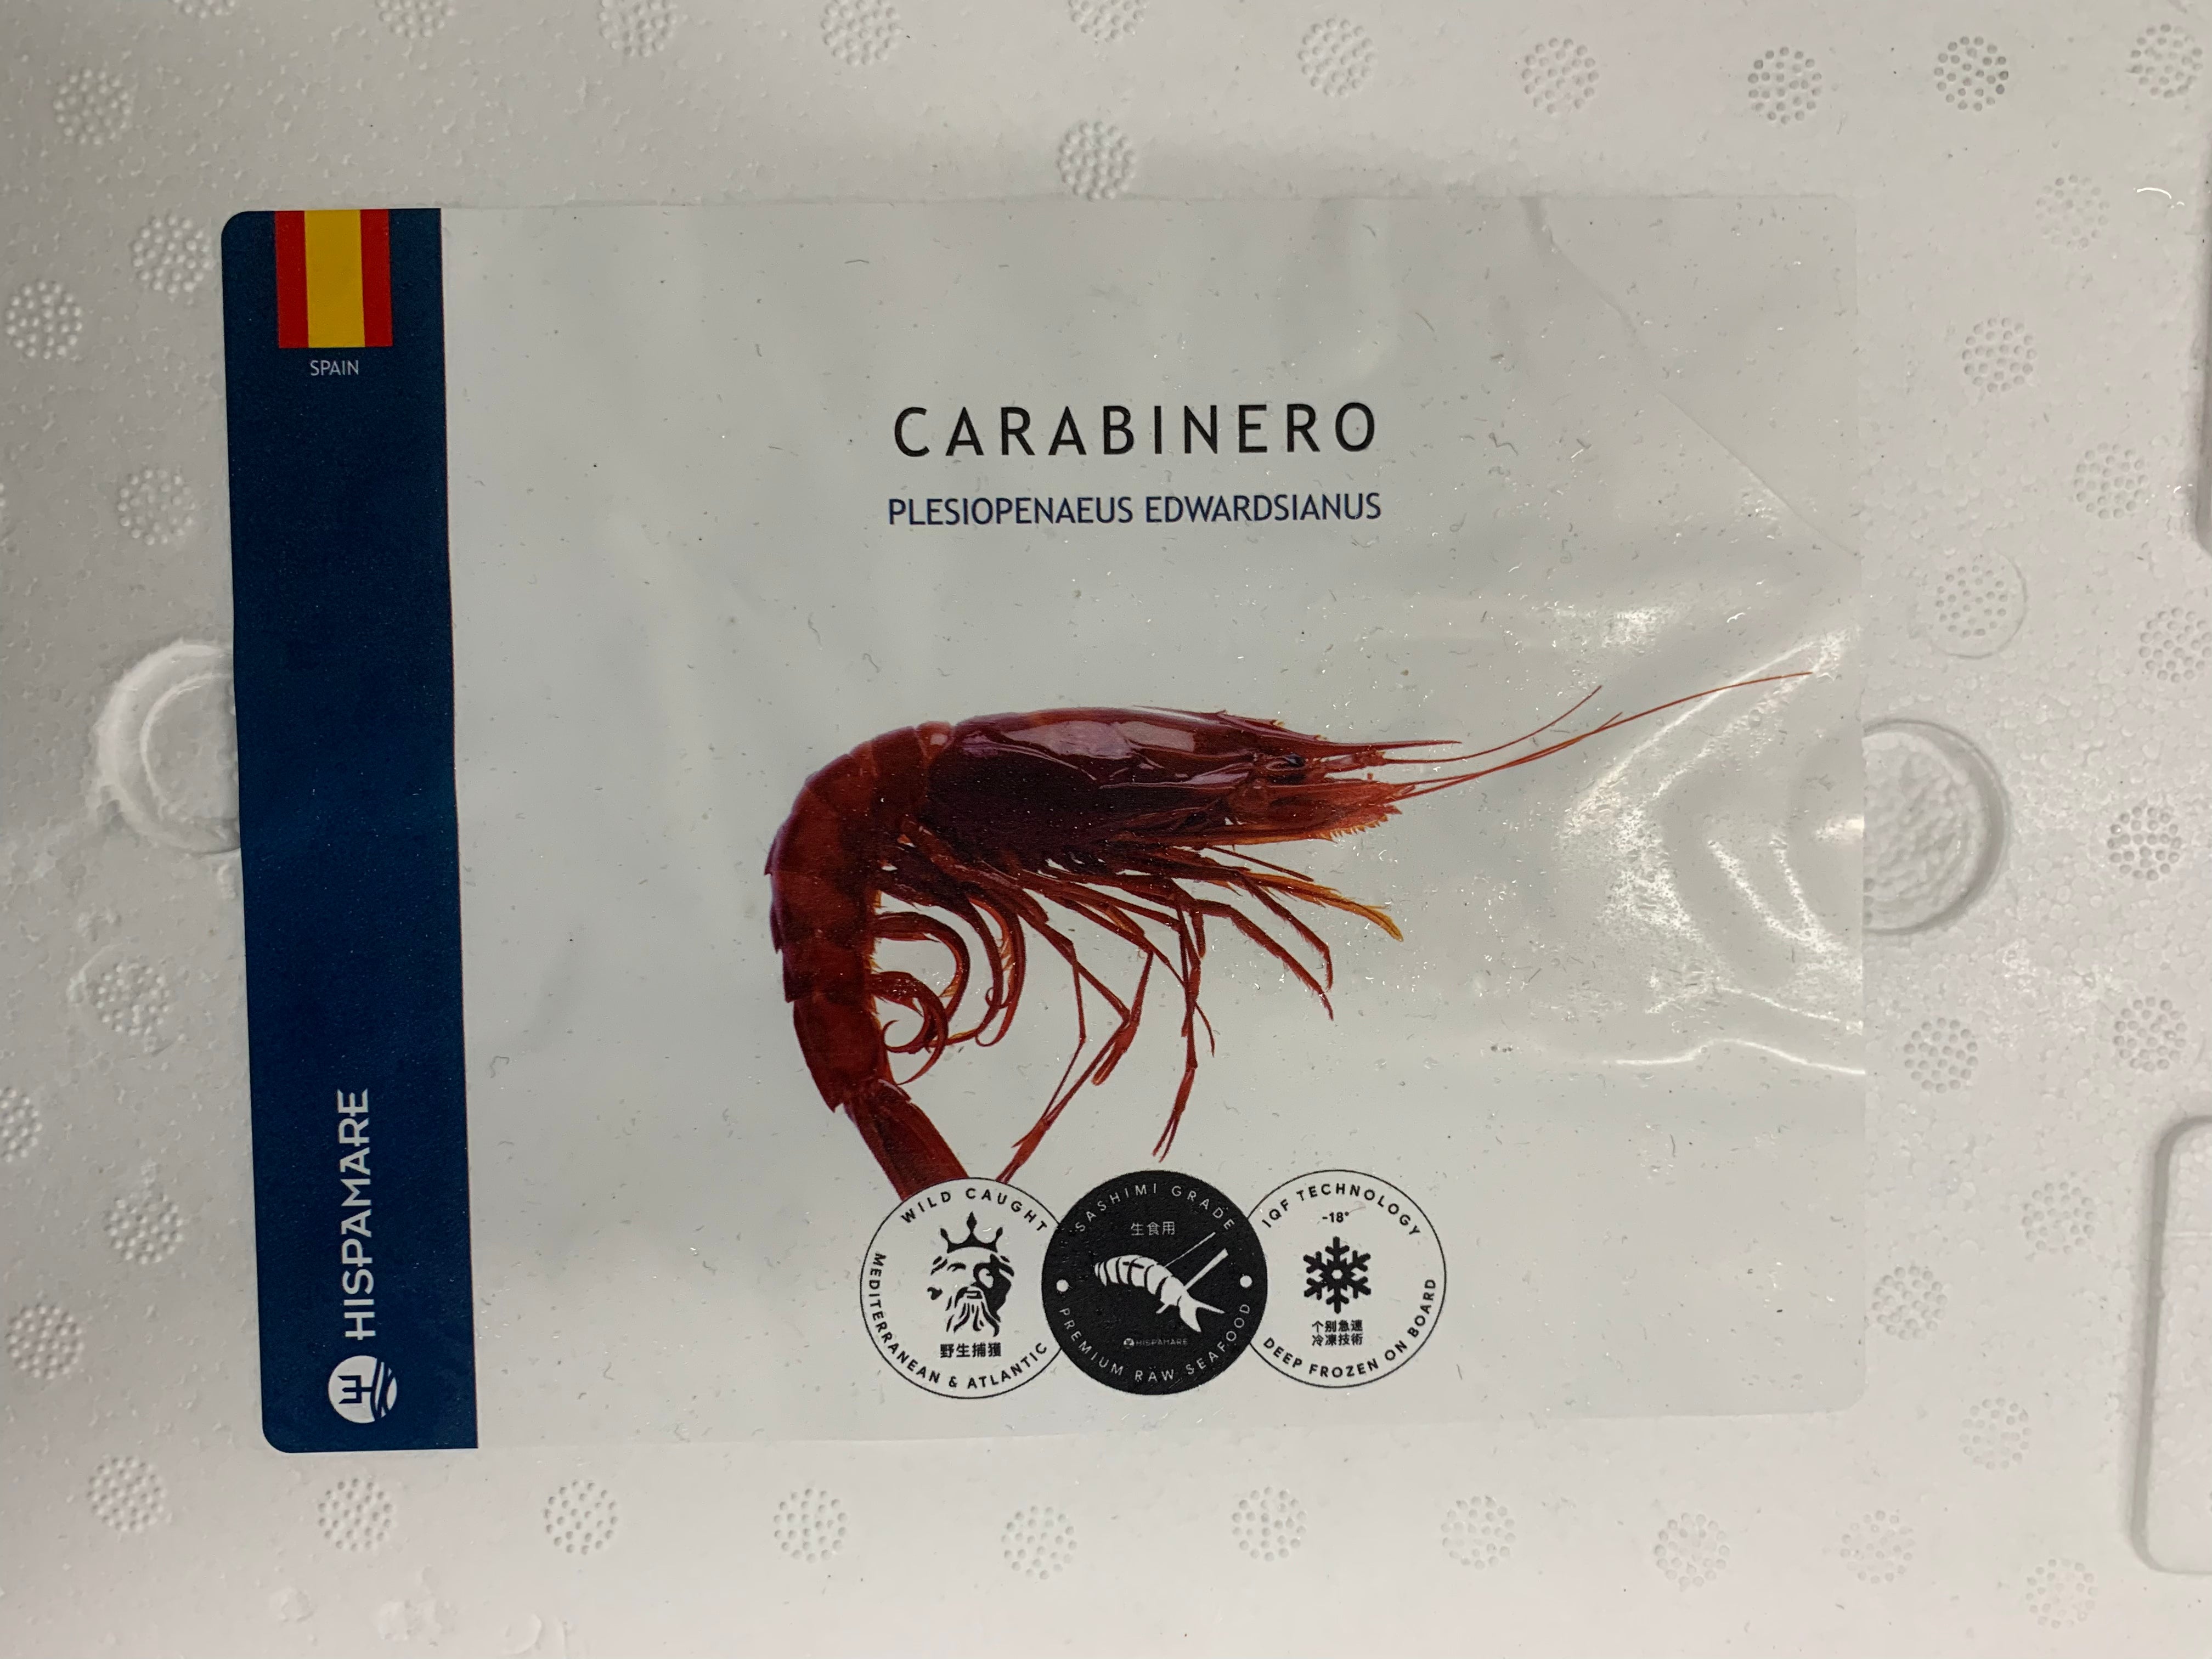 SPAIN
CARABINERO
PLESIOPENAEUS EDWARDSIANUS
HISPAMARE
WILD CAUGHT
野生捕獲
MEDITERRANEAN & ATLANTIC
SASHIMI GRADE
生食用
HISPAMARE
PREMIUM RAW SEAFOOD
IQF TECHNOLOGY
-18°
个别急速
冷凍技術
DEEP FROZEN ON BOARD